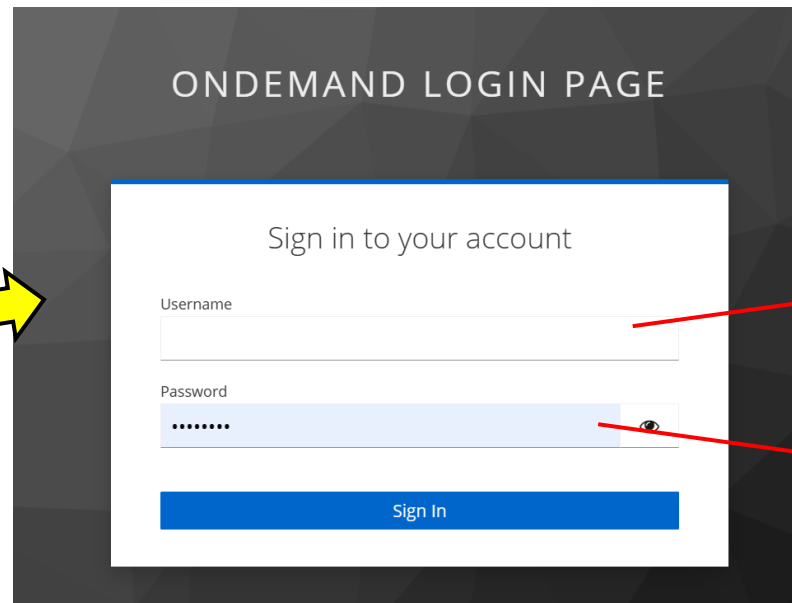 ONDEMAND LOGIN PAGE
Sign in to your account
Username
Password
••••••••
Sign In